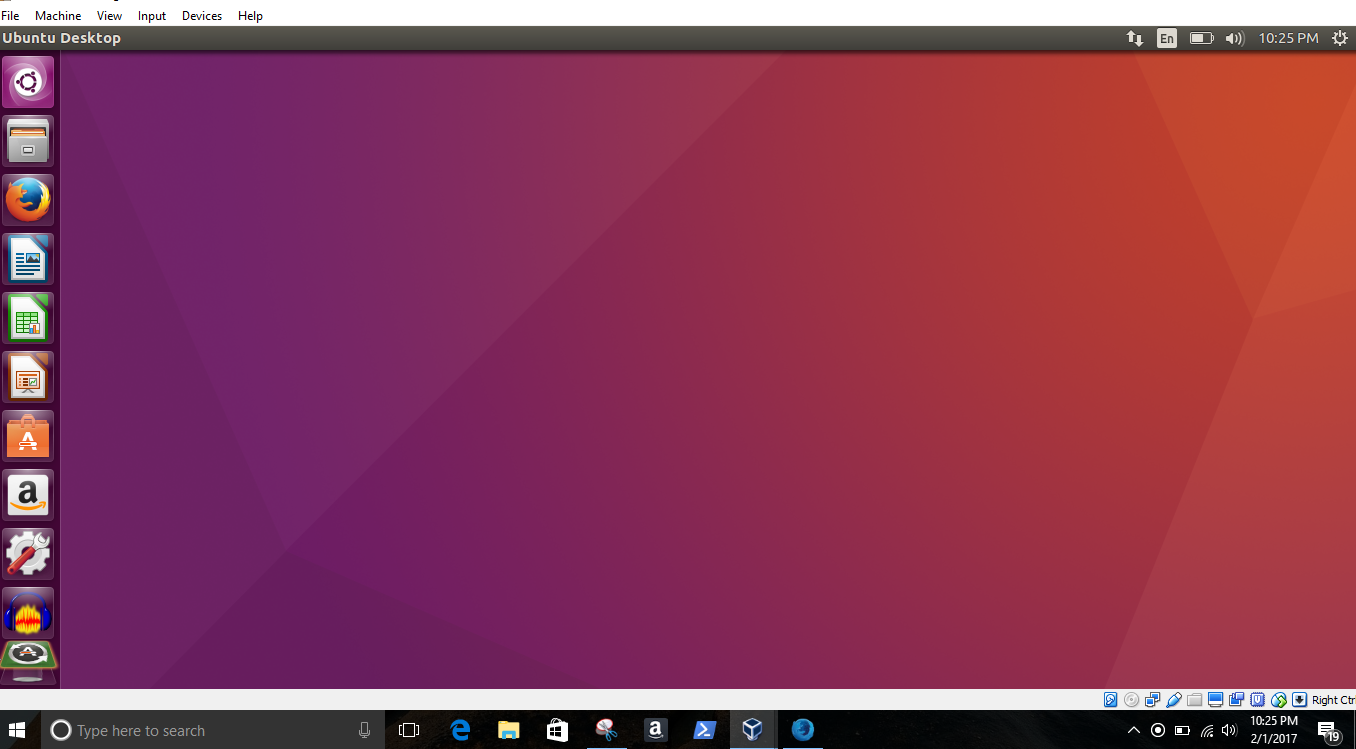 File Machine View Input Devices Help
Ubuntu Desktop En 10:25 PM
a
Right Ctr
Type here to search a 10:25 PM
2/1/2017 19